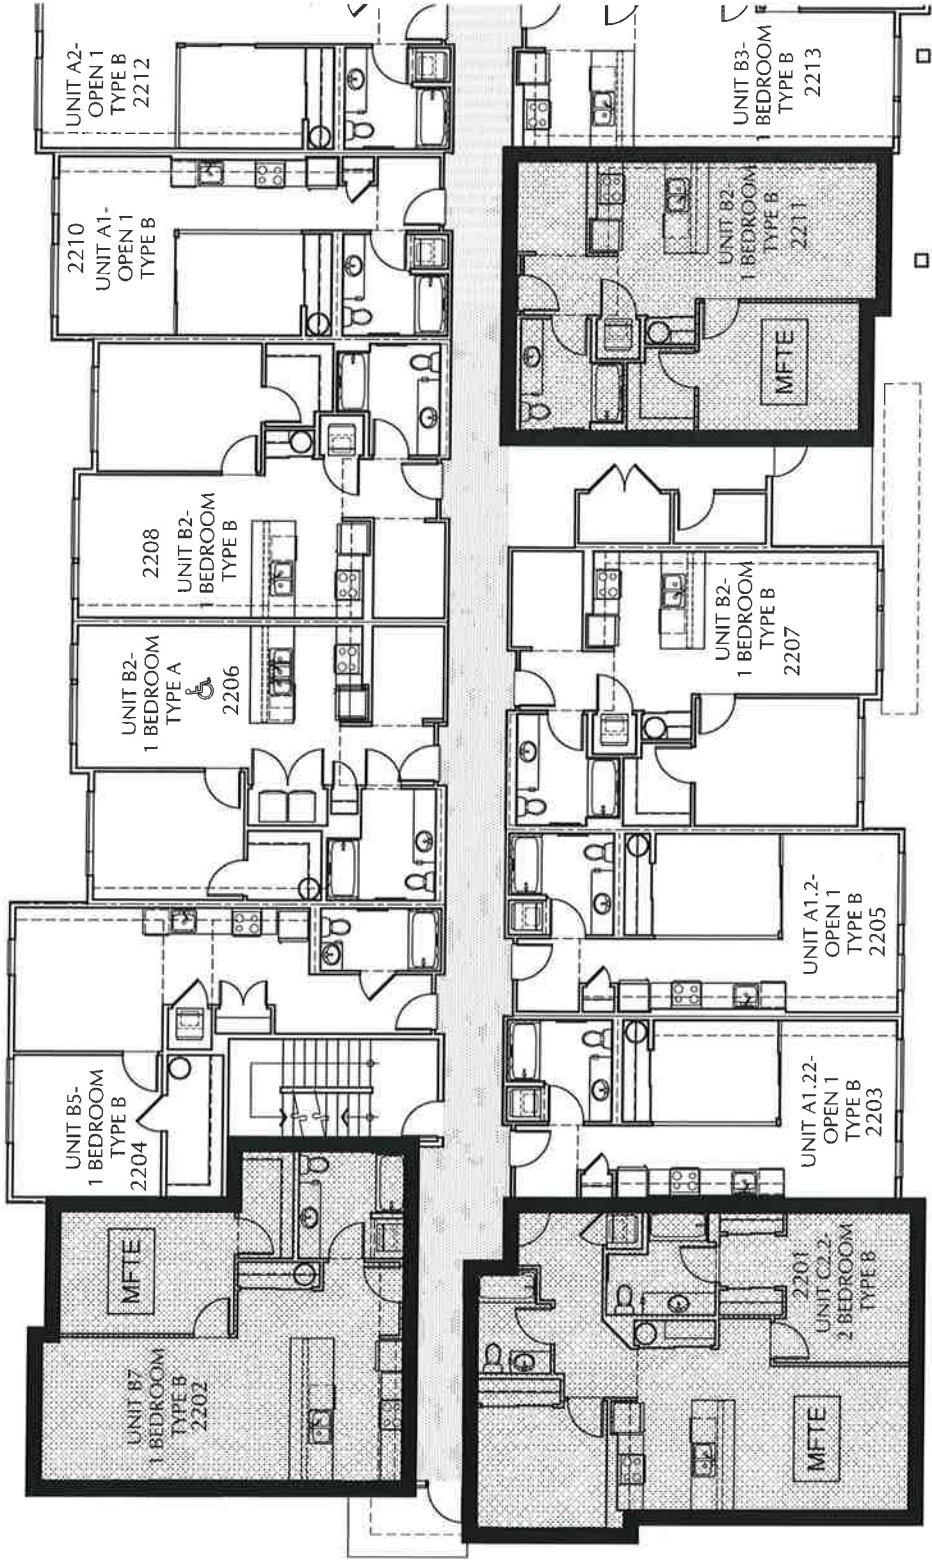 UNIT A2-
OPEN 1
TYPE B
2212
UNIT B3-
1 BEDROOM
TYPE B
2213
2210
UNIT A1-
OPEN 1
TYPE B
UNIT B2-
1 BEDROOM
TYPE B
2211
MFTE
2208
UNIT B2-
1 BEDROOM
TYPE B
UNIT B2-
1 BEDROOM
TYPE A
2206
UNIT B2-
1 BEDROOM
TYPE B
2207
UNIT A1.2-
OPEN 1
TYPE B
2205
UNIT B5-
1 BEDROOM
TYPE B
2204
UNIT A1.22-
OPEN 1
TYPE B
2203
MFTE
UNIT B7
1 BEDROOM
TYPE B
2202
2201
UNIT C2.2-
2 BEDROOM
TYPE B
MFTE